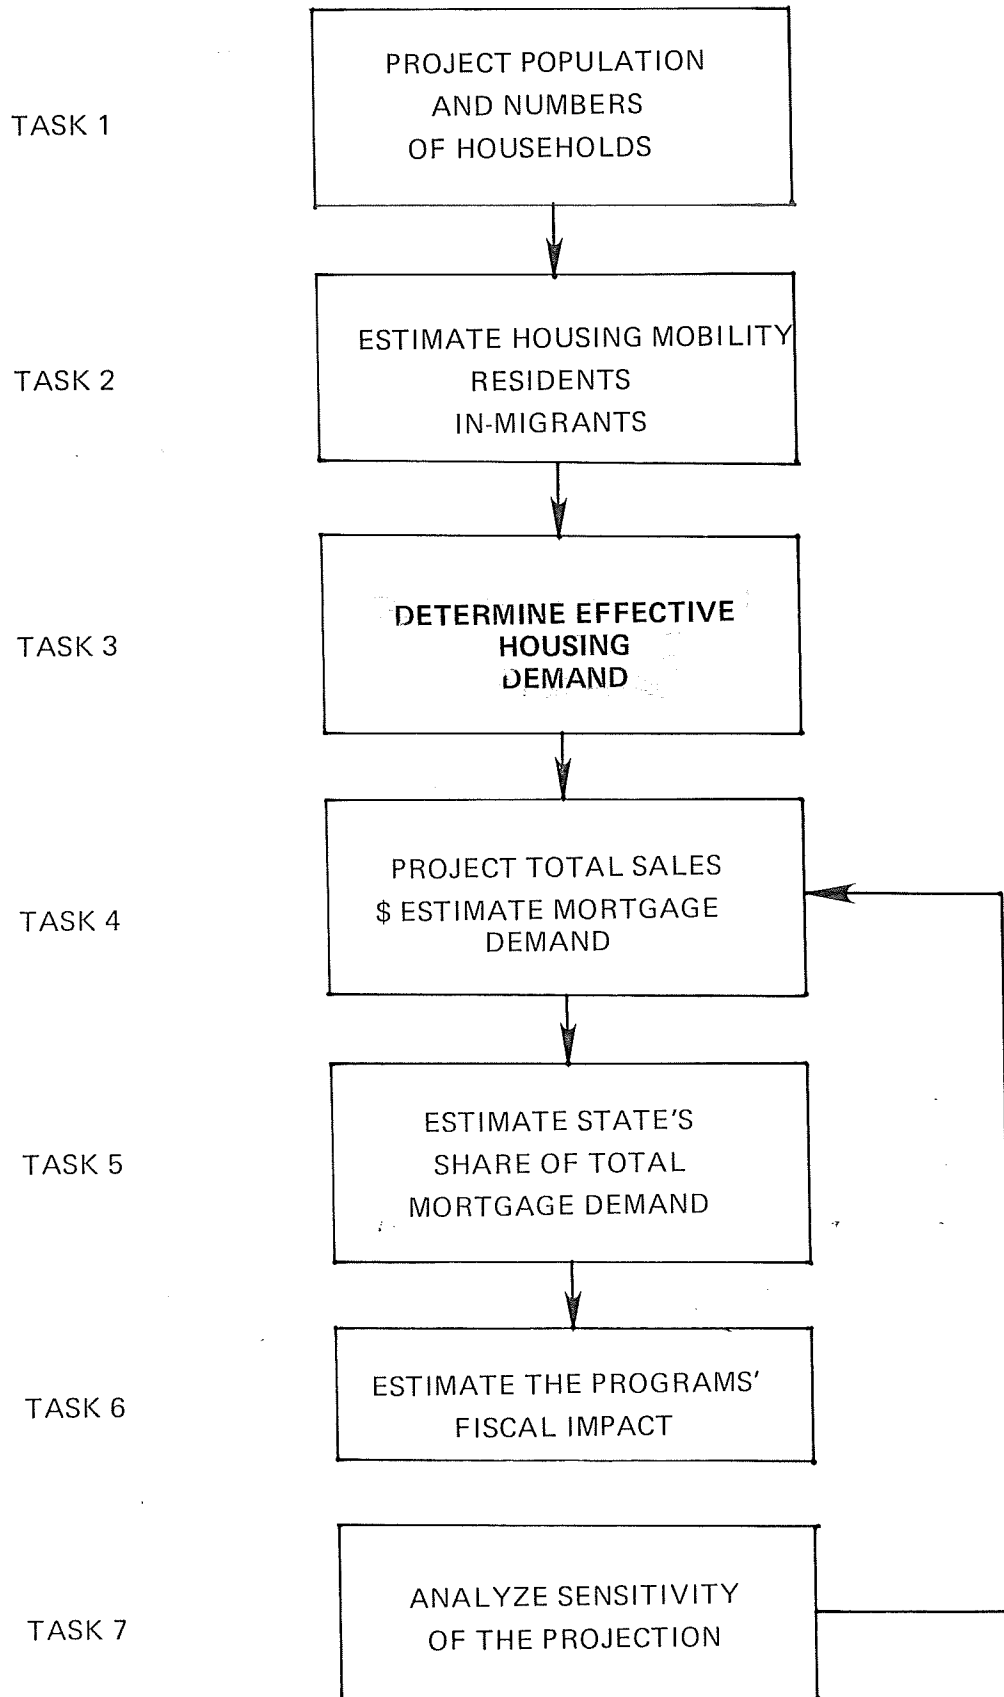 TASK 1
PROJECT POPULATION
AND NUMBERS
OF HOUSEHOLDS
TASK 2
ESTIMATE HOUSING MOBILITY
RESIDENTS
IN-MIGRANTS
TASK 3
DETERMINE EFFECTIVE
HOUSING
DEMAND
TASK 4
PROJECT TOTAL SALES
$ ESTIMATE MORTGAGE
DEMAND
TASK 5
ESTIMATE STATE'S
SHARE OF TOTAL
MORTGAGE DEMAND
TASK 6
ESTIMATE THE PROGRAMS'
FISCAL IMPACT
TASK 7
ANALYZE SENSITIVITY
OF THE PROJECTION